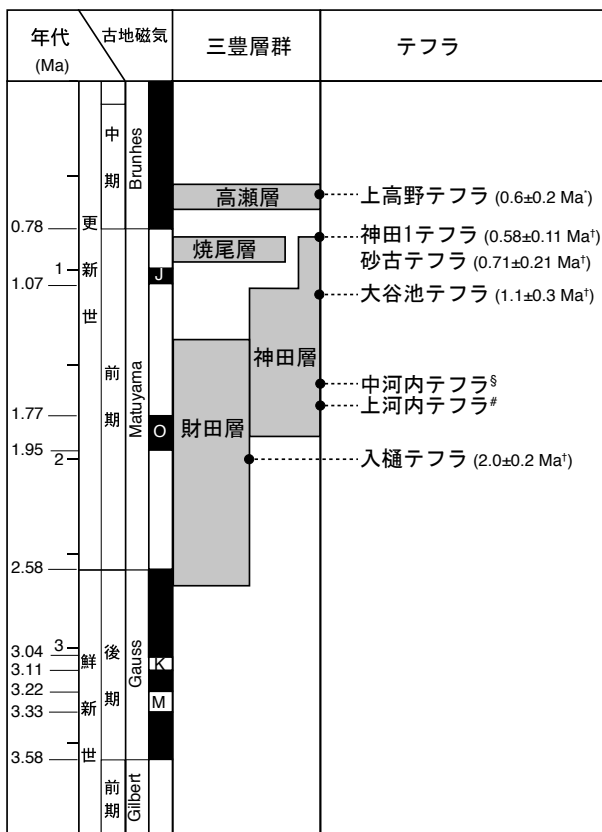 年代
(Ma)
古地磁気
三豊層群
テフラ
中期
Brunhes
高瀬層
上高野テフラ (0.6±0.2 Ma*)
0.78
更新世
焼尾層
神田1テフラ (0.58±0.11 Ma†)
砂古テフラ (0.71±0.21 Ma†)
1
J
1.07
大谷池テフラ (1.1±0.3 Ma†)
前期
Matuyama
神田層
中河内テフラ§
上河内テフラ#
1.77
O
財田層
1.95
2
入樋テフラ (2.0±0.2 Ma†)
2.58
3
3.04
K
3.11
鮮新世
後期
Gauss
3.22
M
3.33
3.58
前期
Gilbert